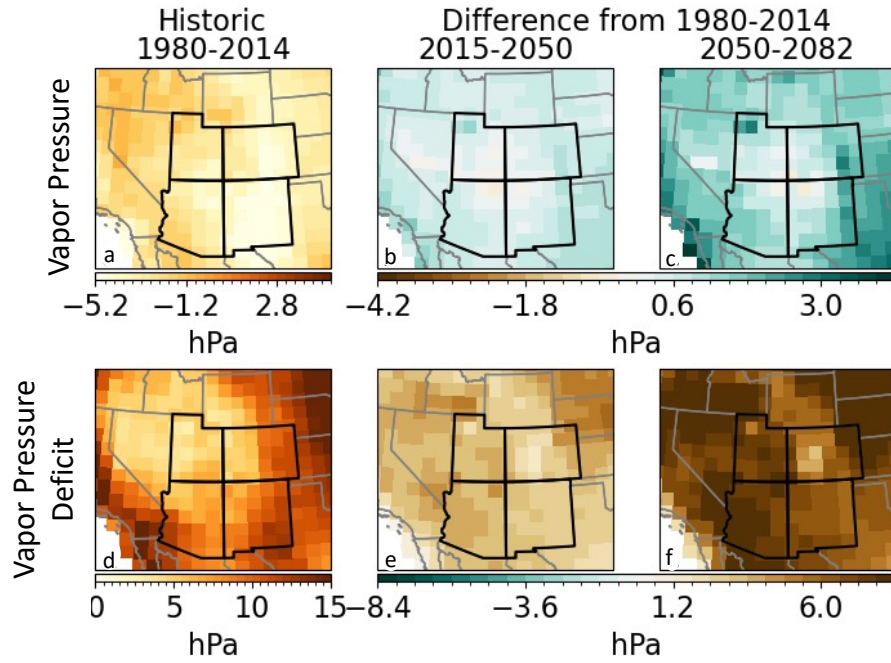 Historic
1980-2014
Difference from 1980-2014
2015-2050
2050-2082
Vapor Pressure
a
b
c.
−5.2
−1.2
2.8
−4.2
−1.8
0.6
3.0
hPa
hPa
Vapor Pressure
Deficit
d
e
f
0
5
10
15
−8.4
−3.6
1.2
6.0
hPa
hPa